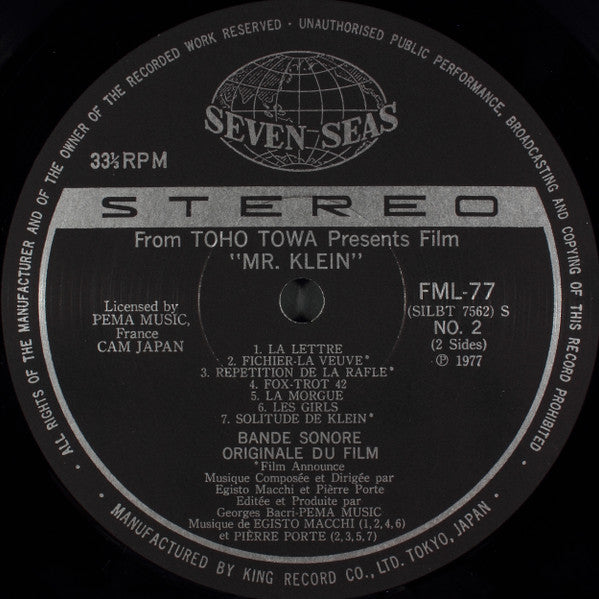 ALL RIGHTS OF THE MANUFACTURER AND OF THE OWNER OF THE RECORDED WORK RESERVED · UNAUTHORISED PUBLIC PERFORMANCE, BROADCASTING AND COPYING OF THIS RECORD PROHIBITED.
SEVEN SEAS
33⅓RPM
STEREO
From TOHO TOWA Presents Film
"MR. KLEIN"
Licensed by
PEMA MUSIC,
France
CAM JAPAN
FML-77
(SILBT 7562) S
NO. 2
(2 Sides)
℗ 1977
1. LA LETTRE
2. FICHIER-LA VEUVE*
3. REPETITION DE LA RAFLE*
4. FOX-TROT 42
5. LA MORGUE
6. LES GIRLS
7. SOLITUDE DE KLEIN*
BANDE SONORE
ORIGINALE DU FILM
*Film Announce
Musique Composée et Dirigée par
Egisto Macchi et Pièrre Porte
Editée et Produite par
Georges Bacri-PEMA MUSIC
Musique de EGISTO MACCHI (1, 2, 4, 6)
et PIÈRRE PORTE (2, 3, 5, 7)
· MANUFACTURED BY KING RECORD CO., LTD. TOKYO, JAPAN. ·